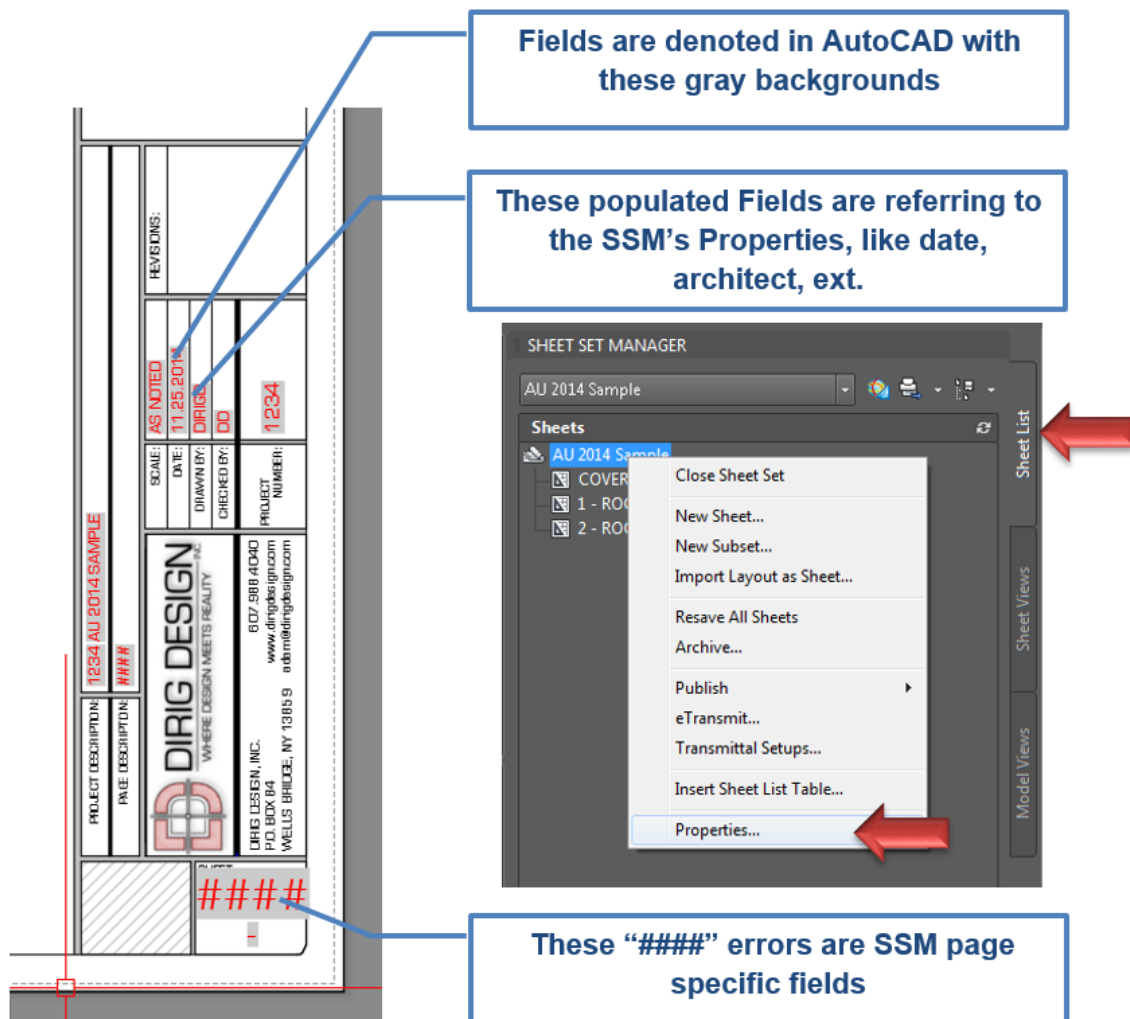 Fields are denoted in AutoCAD with
these gray backgrounds
These populated Fields are referring to
the SSM's Properties, like date,
architect, ext.
REVISIONS:
SCALE: AS NOTED
DATE: 11.25.2014
DRAWN BY: DIRIGO
CHECKED BY: DD
PROJECT
NUMBER:
1234
PROJECT DESCRIPTION: 1234 AU 2014 SAMPLE
PAGE DESCRIPTION: ####
DIRIG DESIGN
INC
WHERE DESIGN MEETS REALITY
DIRIG DESIGN, INC. 607.988.4040
P.O. BOX 84 www.dirigdesign.com
WELLS BRIDGE, NY 13859 adam@dirigdesign.com
SHEET
####
-
SHEET SET MANAGER
AU 2014 Sample
Sheets
AU 2014 Sample
COVER
1 - ROO
2 - ROO
Close Sheet Set
New Sheet...
New Subset...
Import Layout as Sheet...
Resave All Sheets
Archive...
Publish
eTransmit...
Transmittal Setups...
Insert Sheet List Table...
Properties...
Sheet List
Sheet Views
Model Views
These “####” errors are SSM page
specific fields